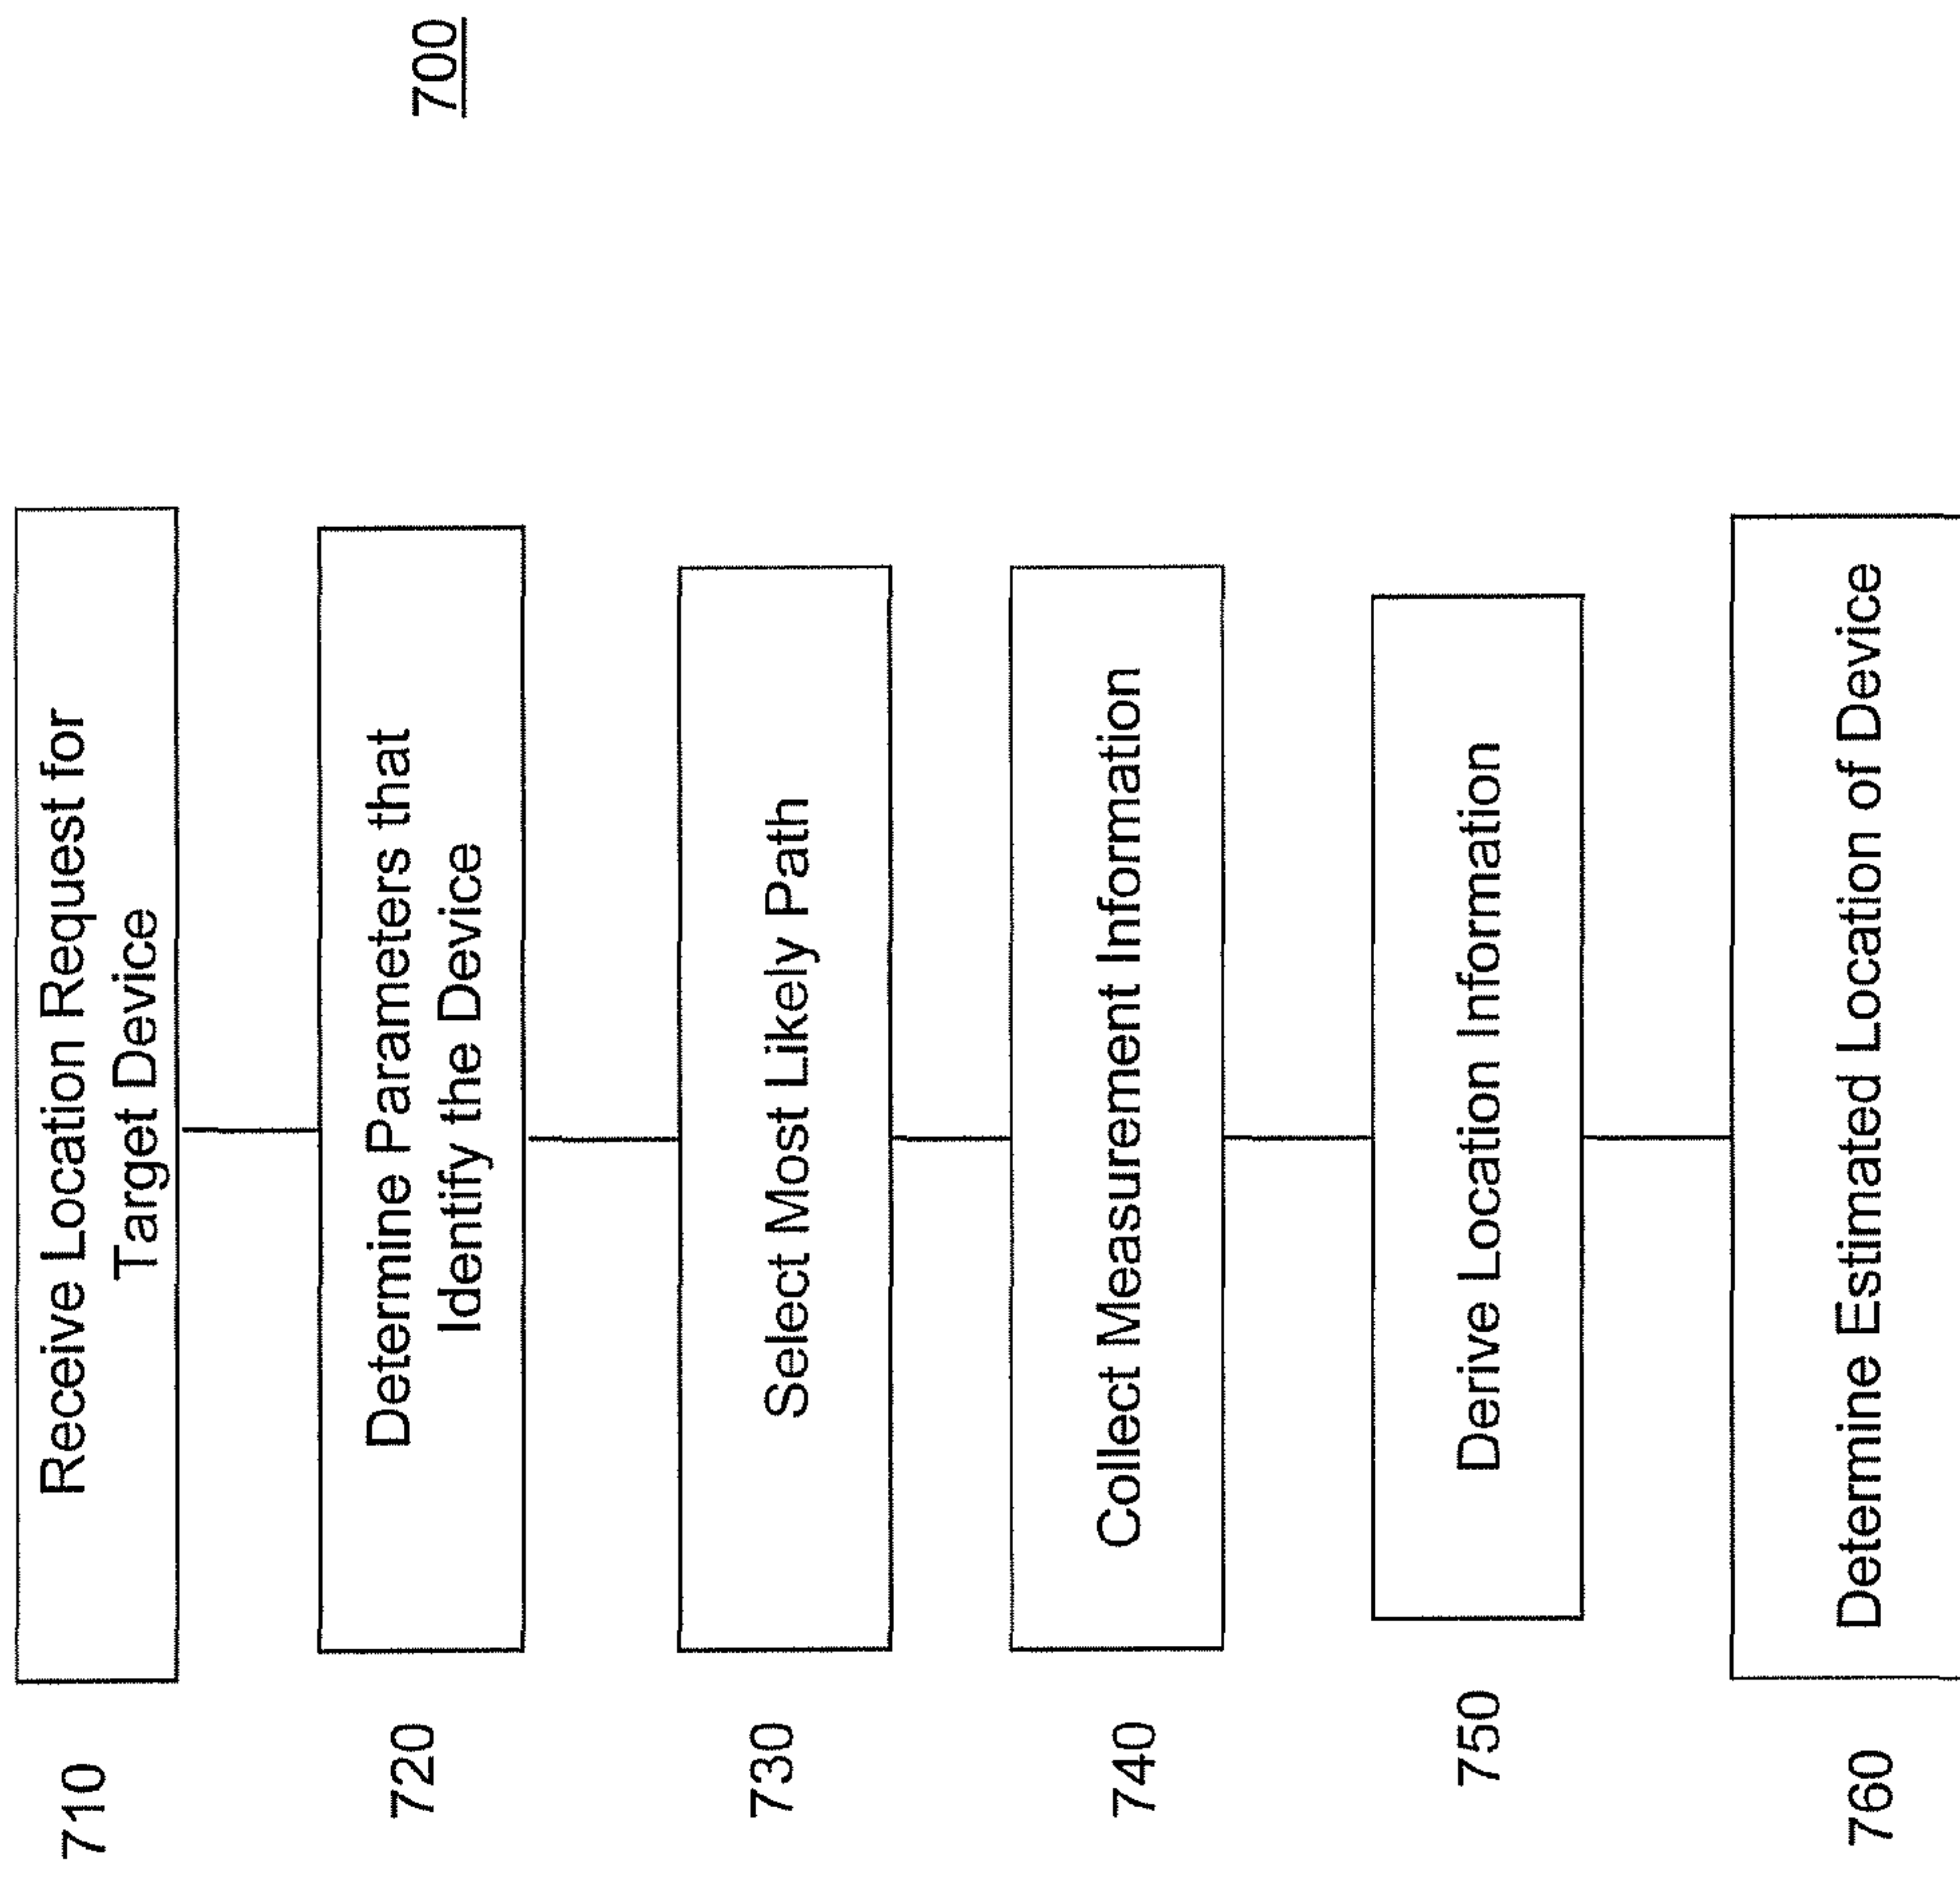 700
710
Receive Location Request for
Target Device
720
Determine Parameters that
Identify the Device
730
Select Most Likely Path
740
Collect Measurement Information
750
Derive Location Information
760
Determine Estimated Location of Device